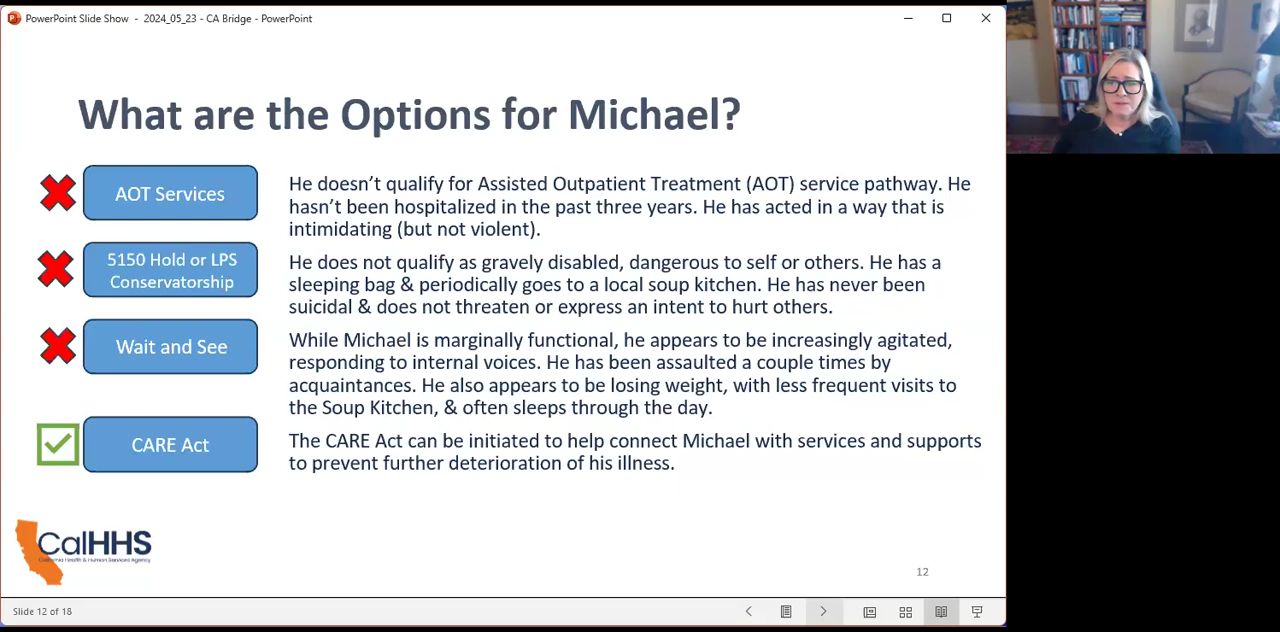 PowerPoint Slide Show - 2024_05_23 - CA Bridge - PowerPoint
What are the Options for Michael?
AOT Services
He doesn't qualify for Assisted Outpatient Treatment (AOT) service pathway. He
hasn't been hospitalized in the past three years. He has acted in a way that is
intimidating (but not violent).
5150 Hold or LPS
Conservatorship
He does not qualify as gravely disabled, dangerous to self or others. He has a
sleeping bag & periodically goes to a local soup kitchen. He has never been
suicidal & does not threaten or express an intent to hurt others.
Wait and See
While Michael is marginally functional, he appears to be increasingly agitated,
responding to internal voices. He has been assaulted a couple times by
acquaintances. He also appears to be losing weight, with less frequent visits to
the Soup Kitchen, & often sleeps through the day.
CARE Act
The CARE Act can be initiated to help connect Michael with services and supports
to prevent further deterioration of his illness.
CalHHS
California Health & Human Services Agency
12
Slide 12 of 18